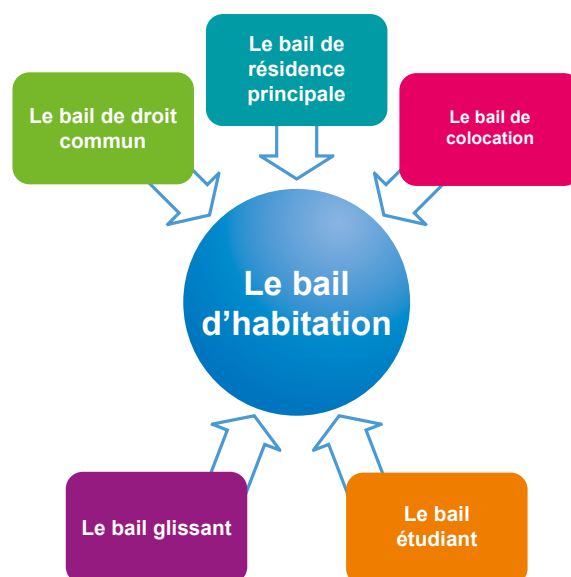 Le bail de
résidence
principale
Le bail de droit
commun
Le bail de
colocation
Le bail
d’habitation
Le bail glissant
Le bail
étudiant